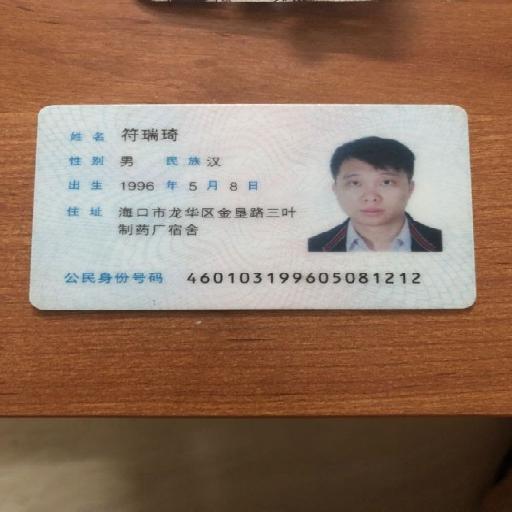 姓名 符瑞琦
性别 男 民族 汉
出生 1996 年 5 月 8 日
住址 海口市龙华区金垦路三叶
制药厂宿舍
公民身份号码 460103199605081212